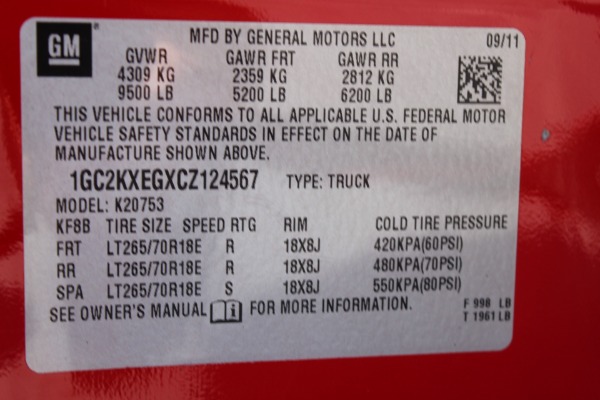 GM
MFD BY GENERAL MOTORS LLC 09/11
GVWR GAWR FRT GAWR RR
4309 KG 2359 KG 2812 KG
9500 LB 5200 LB 6200 LB
THIS VEHICLE CONFORMS TO ALL APPLICABLE U.S. FEDERAL MOTOR
VEHICLE SAFETY STANDARDS IN EFFECT ON THE DATE OF
MANUFACTURE SHOWN ABOVE.
1GC2KXEGXCZ124567 TYPE: TRUCK
MODEL: K20753
KF8B TIRE SIZE SPEED RTG RIM COLD TIRE PRESSURE
FRT LT265/70R18E R 18X8J 420KPA(60PSI)
RR LT265/70R18E R 18X8J 480KPA(70PSI)
SPA LT265/70R18E S 18X8J 550KPA(80PSI)
SEE OWNER'S MANUAL FOR MORE INFORMATION.
F 998 LB
T 1961 LB